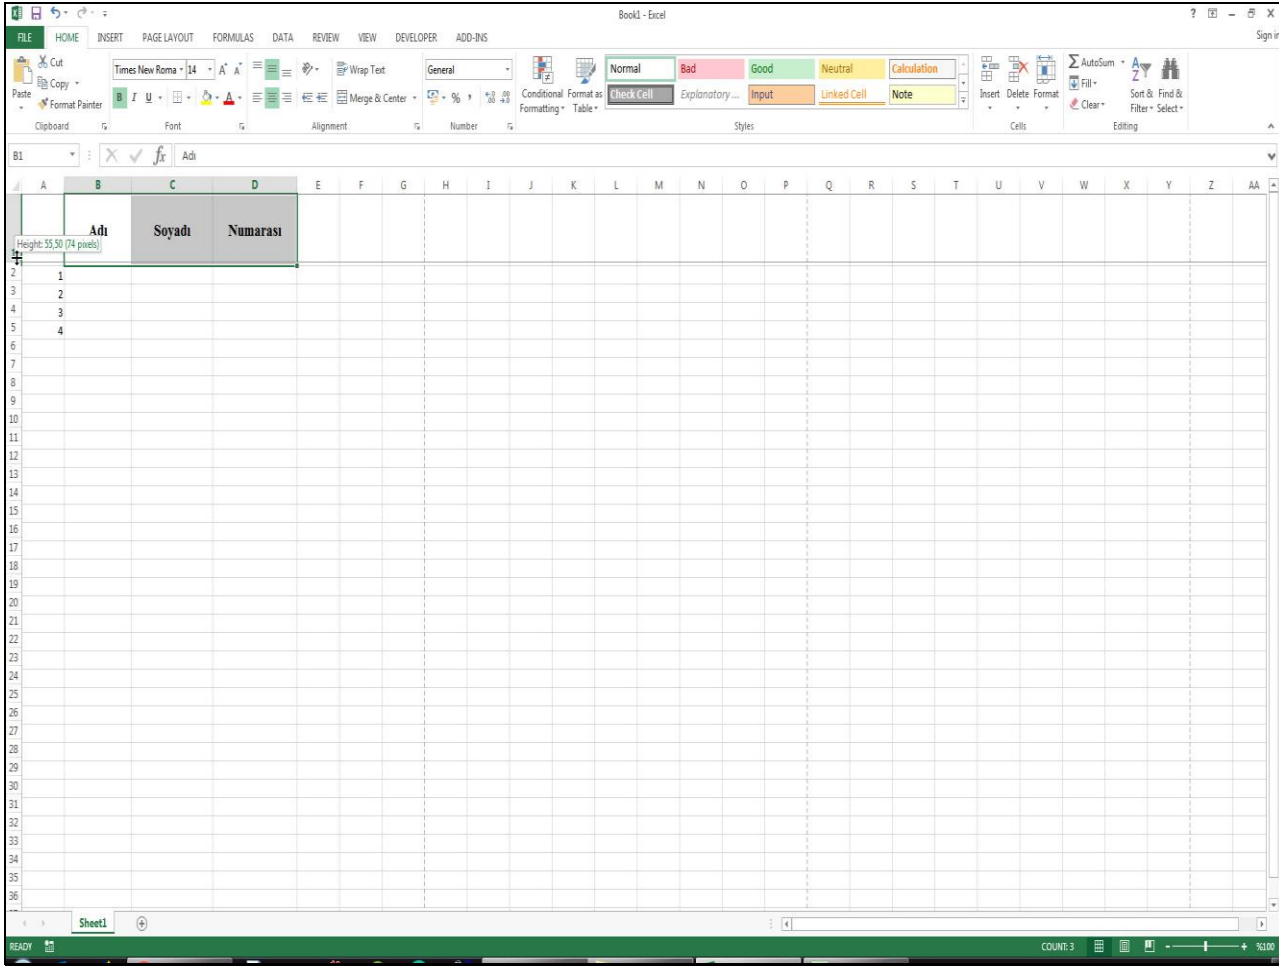 Book1 - Excel
FILE HOME INSERT PAGE LAYOUT FORMULAS DATA REVIEW VIEW DEVELOPER ADD-INS Sign in
Cut
Copy
Format Painter
Paste
Clipboard
Times New Roma 14
B I U
Font
Wrap Text
Merge & Center
Alignment
General
%
Number
Conditional Formatting
Format as Table
Normal Bad Good Neutral Calculation
Check Cell Explanatory ... Input Linked Cell Note
Styles
Insert Delete Format
Cells
AutoSum
Fill
Clear
Sort & Filter
Find & Select
Editing
B1 fx Adı
A B C D E F G H I J K L M N O P Q R S T U V W X Y Z AA
1 Adı Soyadı Numarası
Height: 55,50 (74 pixels)
2 1
3 2
4 3
5 4
6
7
8
9
10
11
12
13
14
15
16
17
18
19
20
21
22
23
24
25
26
27
28
29
30
31
32
33
34
35
36
Sheet1
READY COUNT: 3 - + %100